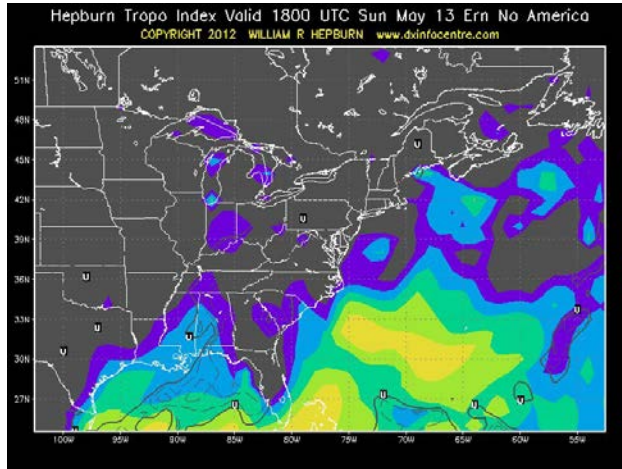 Hepburn Tropo Index Valid 1800 UTC Sun May 13 Ern No America
COPYRIGHT 2012 WILLIAM R HEPBURN www.dxinfocentre.com
51N
48N
45N
42N
39N
36N
33N
30N
27N
U
U
U
U
U
U
U
U
U
U
U
U
100W 95W 90W 85W 80W 75W 70W 65W 60W 55W